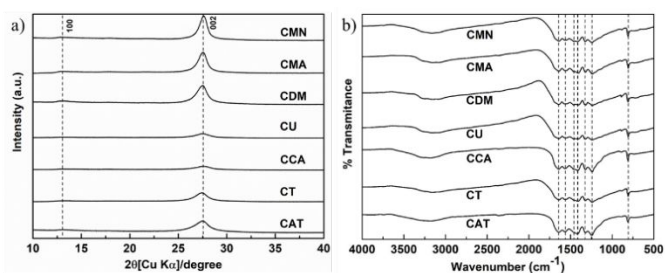 a)
Intensity (a.u.)
100
002
CMN
CMA
CDM
CU
CCA
CT
CAT
10 15 20 25 30 35 40
2θ[Cu Kα]/degree
b)
% Transmitance
CMN
CMA
CDM
CU
CCA
CT
CAT
4000 3500 3000 2500 2000 1500 1000 500
Wavenumber (cm⁻¹)